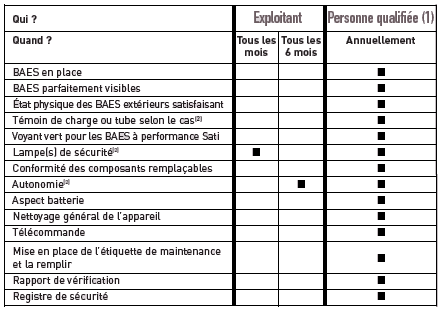 Qui ? Exploitant Personne qualifiée (1)
Quand ? Tous les mois Tous les 6 mois Annuellement
BAES en place ■
BAES parfaitement visibles ■
État physique des BAES extérieurs satisfaisant ■
Témoin de charge ou tube selon le cas(2) ■
Voyant vert pour les BAES à performance Sati ■
Lampe(s) de sécurité(2) ■ ■
Conformité des composants remplaçables ■
Autonomie(2) ■ ■
Aspect batterie ■
Nettoyage général de l'appareil ■
Télécommande ■
Mise en place de l'étiquette de maintenance
et la remplir ■
Rapport de vérification ■
Registre de sécurité ■